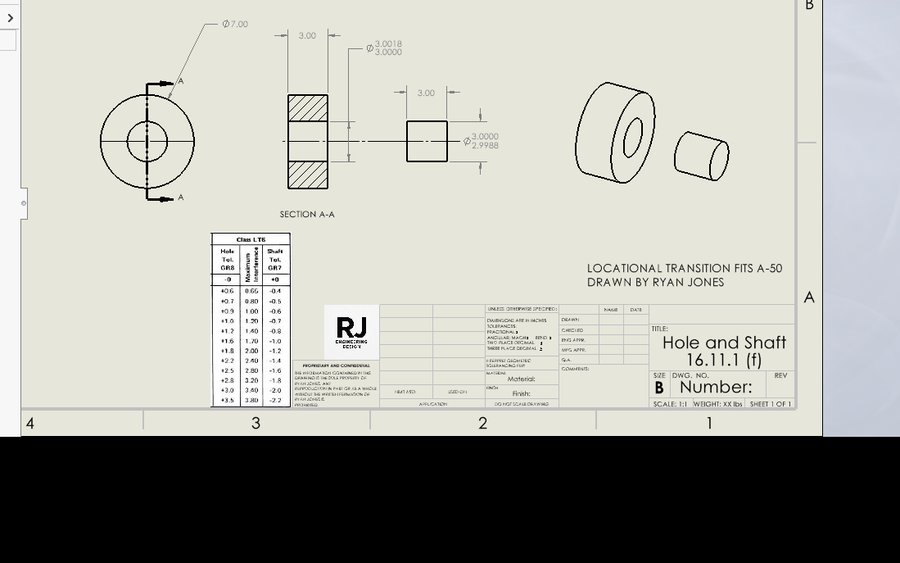 B
Ø7.00
3.00
Ø3.0018
3.0000
A
3.00
Ø3.0000
2.9988
A
SECTION A-A
Class LT6
Hole Tol. GR8
Maximum Interference
Shaft Tol. GR7
-0 +0
+0.6 0.65 -0.4
+0.7 0.80 -0.5
+0.9 1.00 -0.6
+1.0 1.20 -0.7
+1.2 1.40 -0.8
+1.6 1.70 -1.0
+1.8 2.00 -1.2
+2.2 2.40 -1.4
+2.5 2.80 -1.6
+2.8 3.20 -1.8
+3.0 3.40 -2.0
+3.5 3.80 -2.2
LOCATIONAL TRANSITION FITS A-50
DRAWN BY RYAN JONES
A
RJ
ENGINEERING
DESIGN
PROPRIETARY AND CONFIDENTIAL
UNLESS OTHERWISE SPECIFIED:
NAME DATE
DRAWN
CHECKED
ENG APPR.
MFG APPR.
Q.A.
COMMENTS:
Material:
Finish:
APPLICATION
DO NOT SCALE DRAWING
TITLE:
Hole and Shaft
16.11.1 (f)
SIZE DWG. NO. REV
B Number:
SCALE: 1:1 WEIGHT: XX lbs SHEET 1 OF 1
4 3 2 1